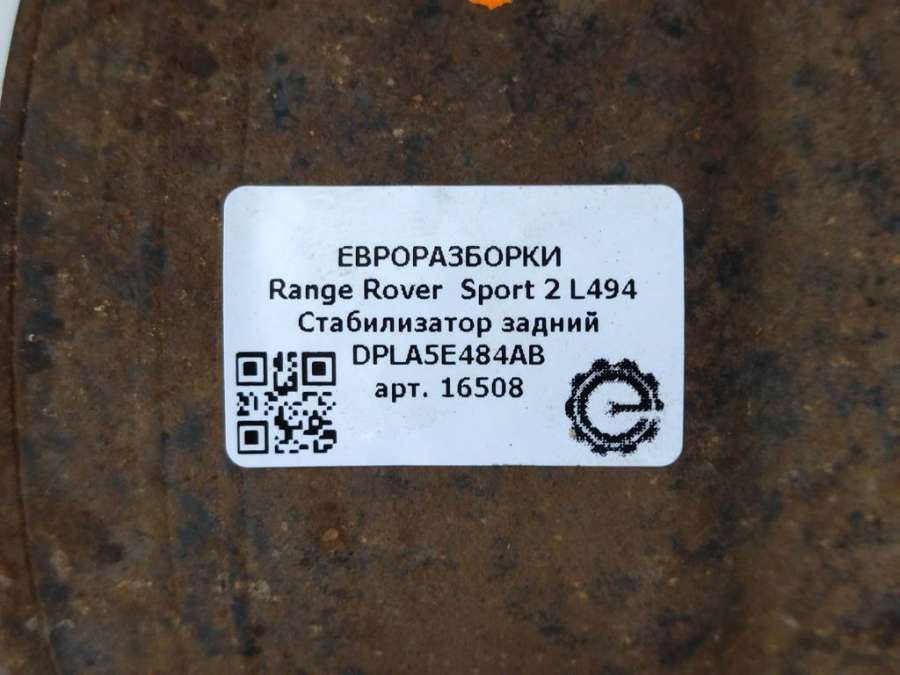 ЕВРОРАЗБОРКИ
Range Rover Sport 2 L494
Стабилизатор задний
DPLA5E484AB
арт. 16508